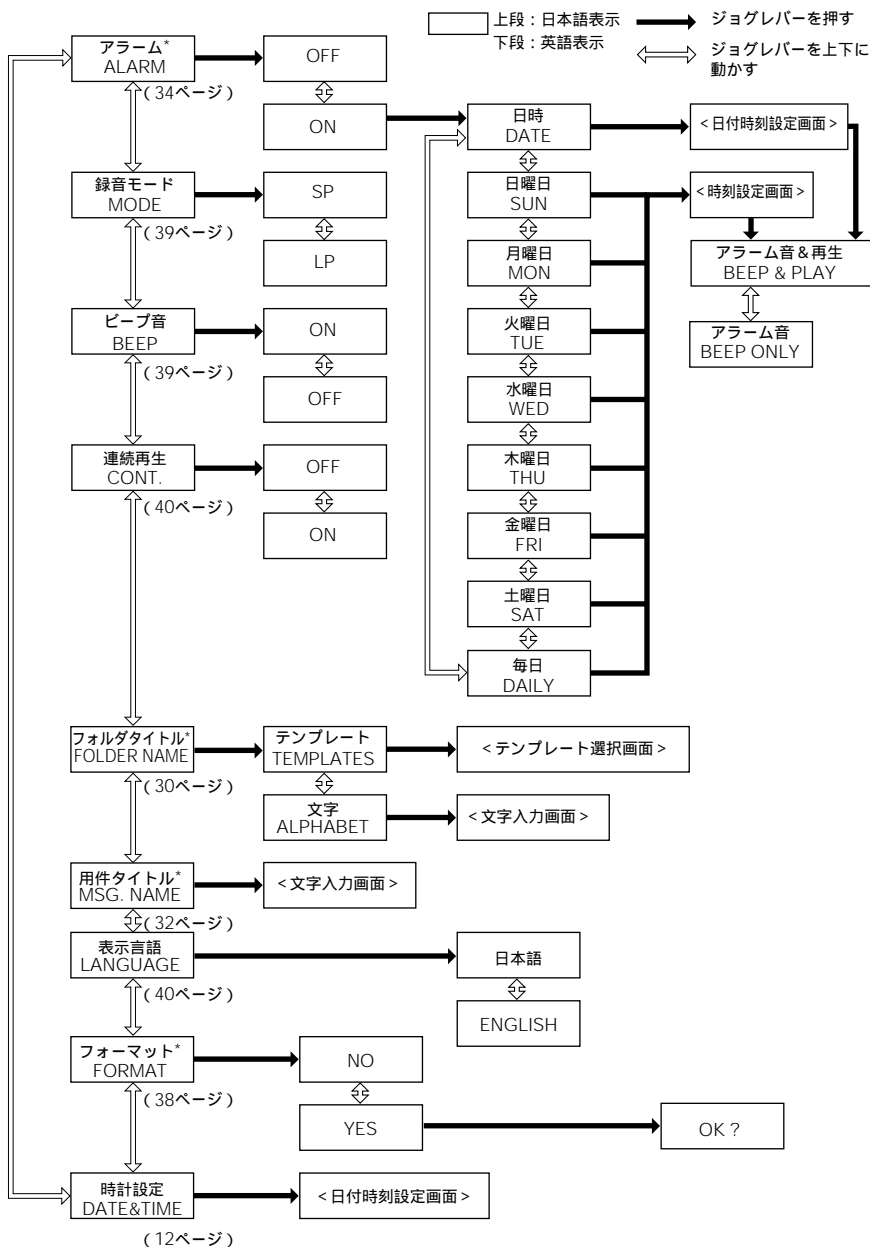 上段：日本語表示
下段：英語表示
ジョグレバーを押す
ジョグレバーを上下に
動かす
アラーム*
ALARM
(34ページ)
OFF
ON
日時
DATE
<日付時刻設定画面>
日曜日
SUN
<時刻設定画面>
月曜日
MON
アラーム音＆再生
BEEP & PLAY
アラーム音
BEEP ONLY
火曜日
TUE
水曜日
WED
木曜日
THU
金曜日
FRI
土曜日
SAT
毎日
DAILY
録音モード
MODE
(39ページ)
SP
LP
ビープ音
BEEP
(39ページ)
ON
OFF
連続再生
CONT.
(40ページ)
OFF
ON
フォルダタイトル*
FOLDER NAME
(30ページ)
テンプレート
TEMPLATES
<テンプレート選択画面>
文字
ALPHABET
<文字入力画面>
用件タイトル*
MSG. NAME
(32ページ)
<文字入力画面>
表示言語
LANGUAGE
(40ページ)
日本語
ENGLISH
フォーマット*
FORMAT
(38ページ)
NO
YES
OK？
時計設定
DATE&TIME
(12ページ)
<日付時刻設定画面>